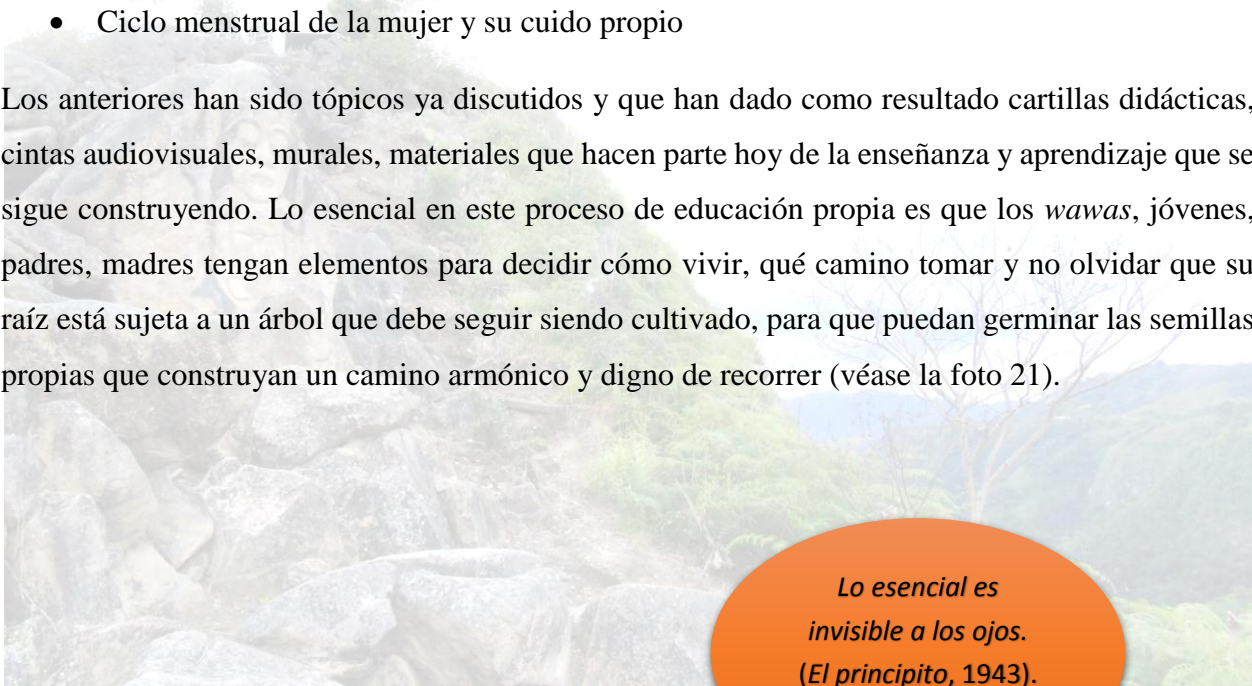 • Ciclo menstrual de la mujer y su cuido propio
Los anteriores han sido tópicos ya discutidos y que han dado como resultado cartillas didácticas,
cintas audiovisuales, murales, materiales que hacen parte hoy de la enseñanza y aprendizaje que se
sigue construyendo. Lo esencial en este proceso de educación propia es que los wawas, jóvenes,
padres, madres tengan elementos para decidir cómo vivir, qué camino tomar y no olvidar que su
raíz está sujeta a un árbol que debe seguir siendo cultivado, para que puedan germinar las semillas
propias que construyan un camino armónico y digno de recorrer (véase la foto 21).
Lo esencial es
invisible a los ojos.
(El principito, 1943).